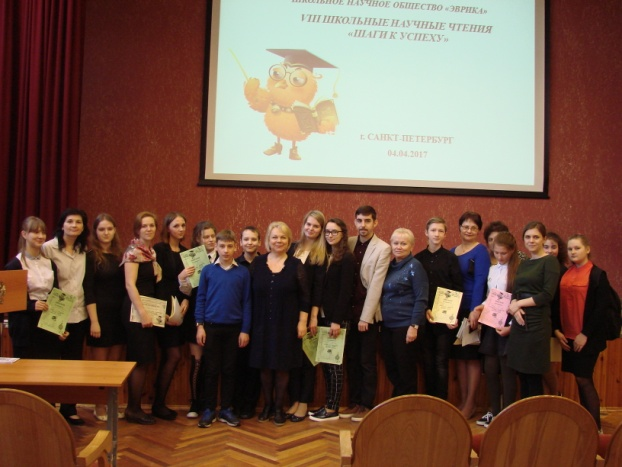 ШКОЛЬНОЕ НАУЧНОЕ ОБЩЕСТВО «ЭВРИКА»
VIII ШКОЛЬНЫЕ НАУЧНЫЕ ЧТЕНИЯ
«ШАГИ К УСПЕХУ»
г. САНКТ-ПЕТЕРБУРГ
04.04.2017